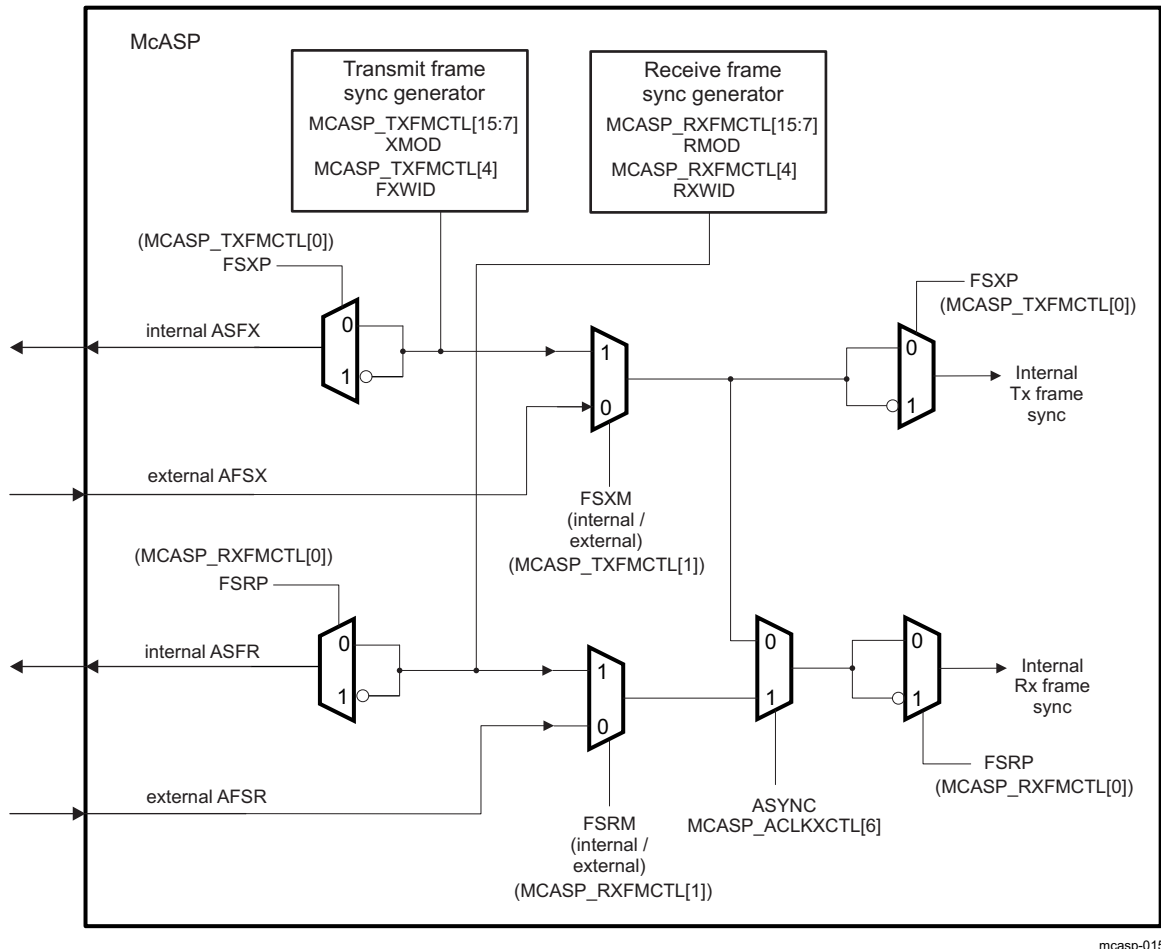 McASP
Transmit frame
sync generator
MCASP_TXFMCTL[15:7]
XMOD
MCASP_TXFMCTL[4]
FXWID
Receive frame
sync generator
MCASP_RXFMCTL[15:7]
RMOD
MCASP_RXFMCTL[4]
RXWID
(MCASP_TXFMCTL[0])
FSXP
internal ASFX
0
1
1
0
FSXP
(MCASP_TXFMCTL[0])
0
1
Internal
Tx frame
sync
external AFSX
FSXM
(internal /
external)
(MCASP_TXFMCTL[1])
(MCASP_RXFMCTL[0])
FSRP
internal ASFR
0
1
1
0
0
1
0
1
Internal
Rx frame
sync
external AFSR
FSRM
(internal /
external)
(MCASP_RXFMCTL[1])
ASYNC
MCASP_ACLKXCTL[6]
FSRP
(MCASP_RXFMCTL[0])
mcasp-015